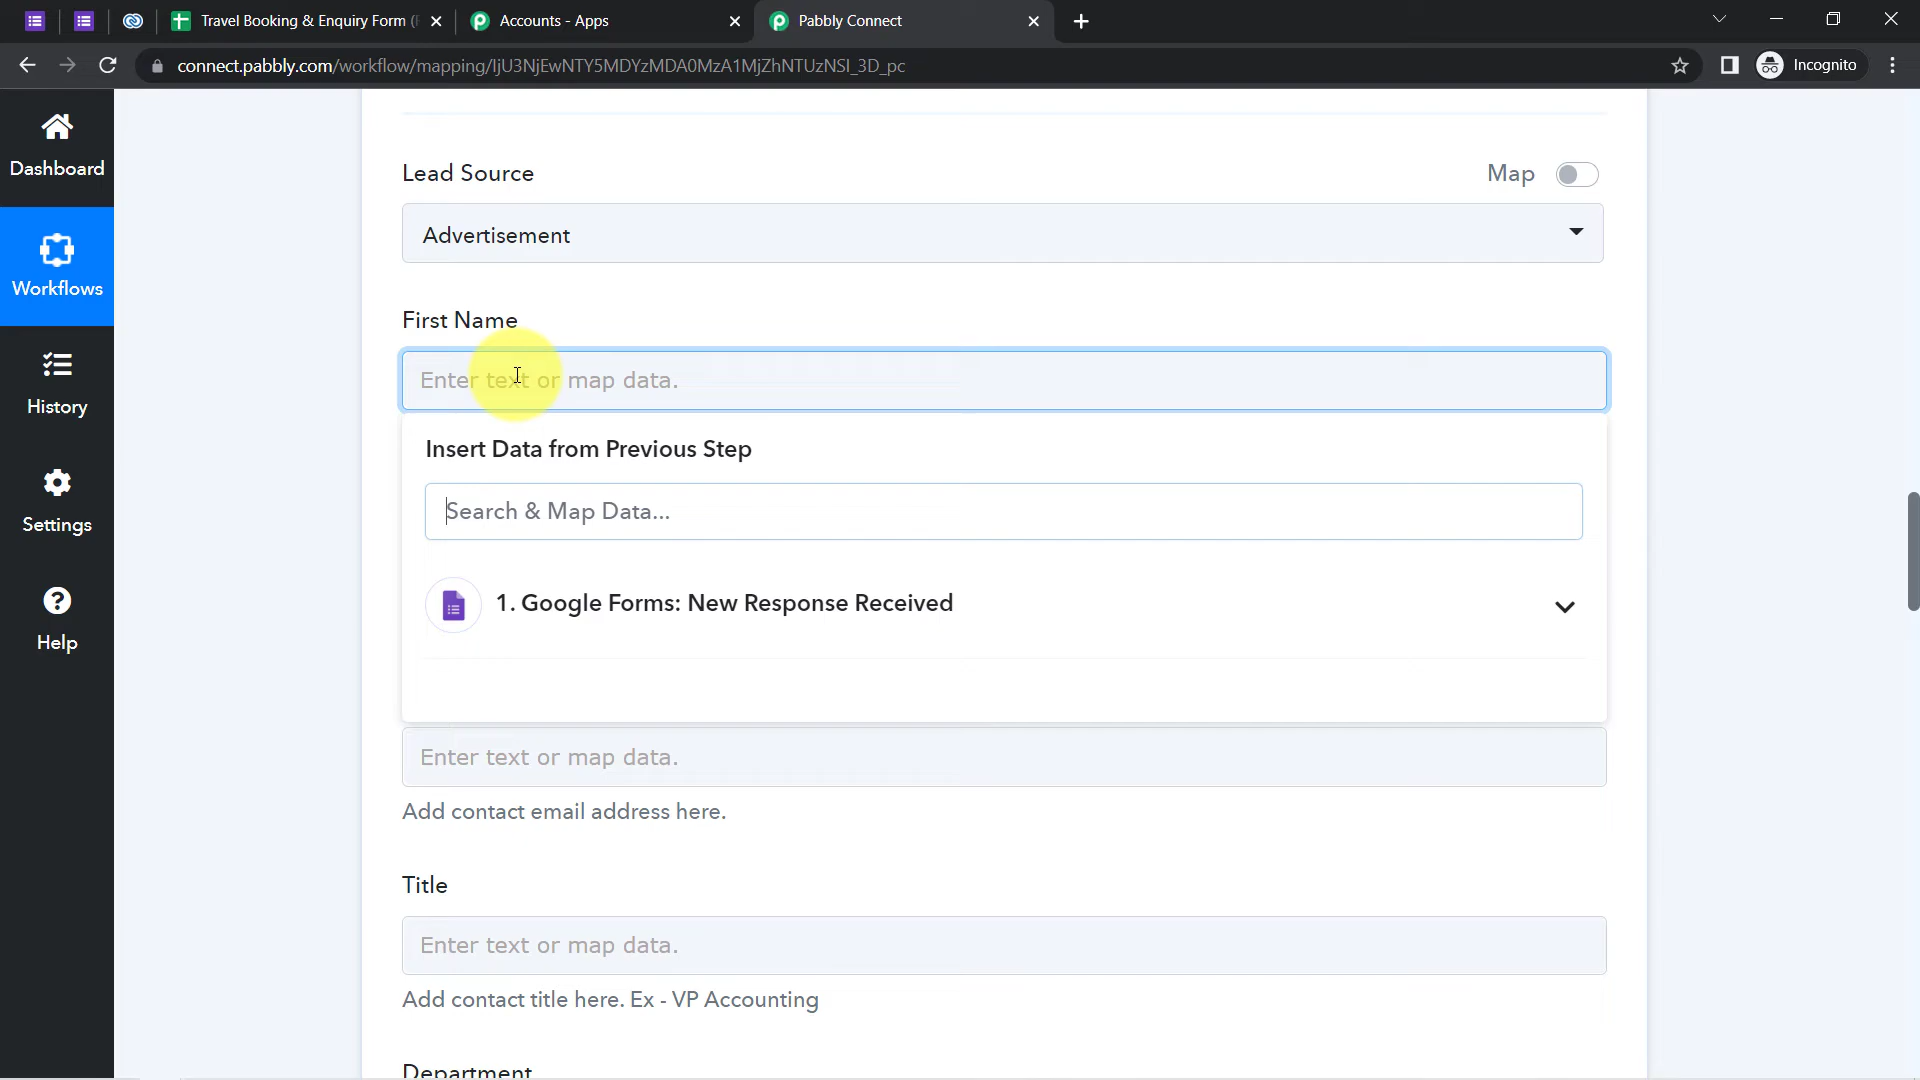 Travel Booking & Enquiry Form (
Accounts - Apps
Pabbly Connect
connect.pabbly.com/workflow/mapping/IjU3NjEwNTY5MDYzMDA0MzA1MjZhNTUzNSI_3D_pc
Incognito
Dashboard
Workflows
History
Settings
Help
Lead Source
Map
Advertisement
First Name
Enter text or map data.
Insert Data from Previous Step
Search & Map Data...
1. Google Forms: New Response Received
Enter text or map data.
Add contact email address here.
Title
Enter text or map data.
Add contact title here. Ex - VP Accounting
Department